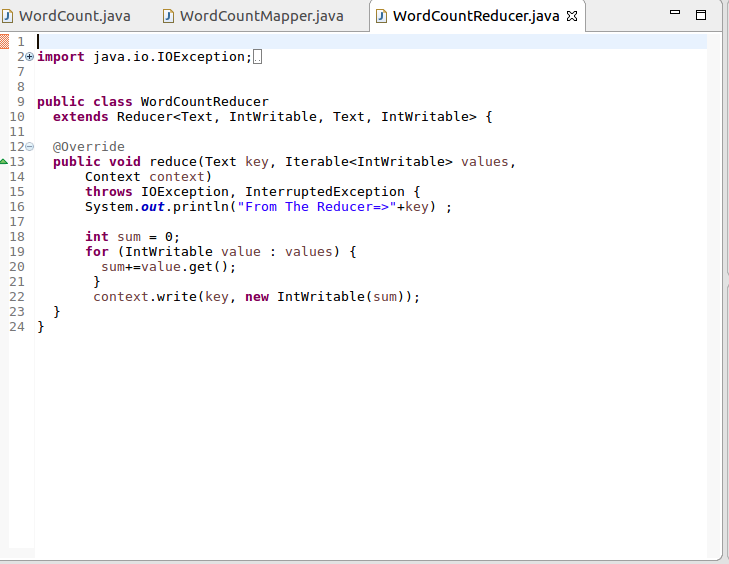 WordCount.java WordCountMapper.java WordCountReducer.java
1
2 import java.io.IOException;
7
8
9 public class WordCountReducer
10 extends Reducer<Text, IntWritable, Text, IntWritable> {
11
12 @Override
13 public void reduce(Text key, Iterable<IntWritable> values,
14 Context context)
15 throws IOException, InterruptedException {
16 System.out.println("From The Reducer=>"+key) ;
17
18 int sum = 0;
19 for (IntWritable value : values) {
20 sum+=value.get();
21 }
22 context.write(key, new IntWritable(sum));
23 }
24 }